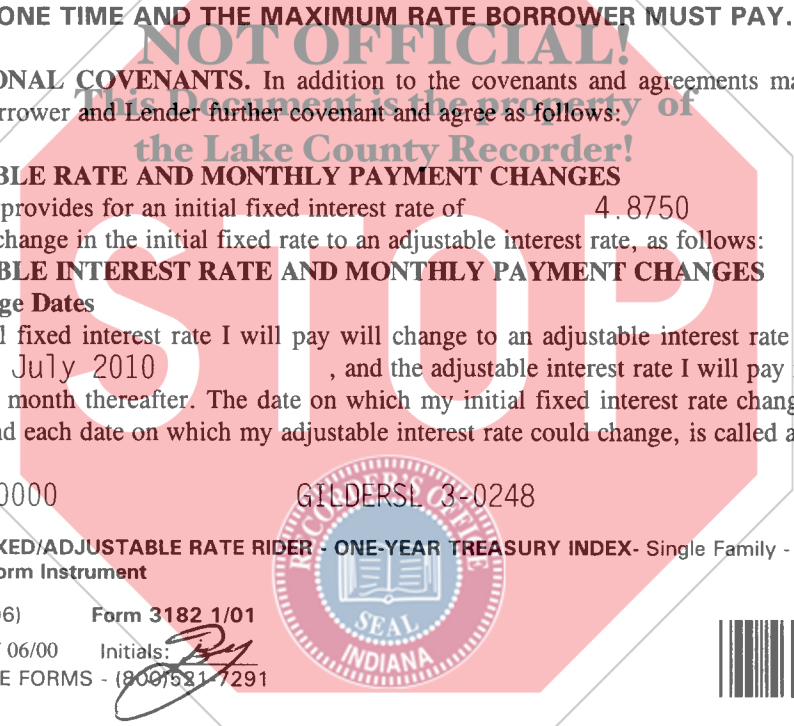 ONE TIME AND THE MAXIMUM RATE BORROWER MUST PAY.
NOT OFFICIAL!
ONAL COVENANTS. In addition to the covenants and agreements ma
This Document is the property of
rrower and Lender further covenant and agree as follows:
the Lake County Recorder!
BLE RATE AND MONTHLY PAYMENT CHANGES
provides for an initial fixed interest rate of 4.8750
change in the initial fixed rate to an adjustable interest rate, as follows:
BLE INTEREST RATE AND MONTHLY PAYMENT CHANGES
ge Dates
STOP
l fixed interest rate I will pay will change to an adjustable interest rate
July 2010 , and the adjustable interest rate I will pay
month thereafter. The date on which my initial fixed interest rate chang
nd each date on which my adjustable interest rate could change, is called a
0000 GILDERSL 3-0248
RECORDER'S OFFICE
XED/ADJUSTABLE RATE RIDER - ONE-YEAR TREASURY INDEX- Single Family -
orm Instrument
06) Form 3182 1/01
06/00 Initials:
SEAL
INDIANA
E FORMS - (800)521-7291